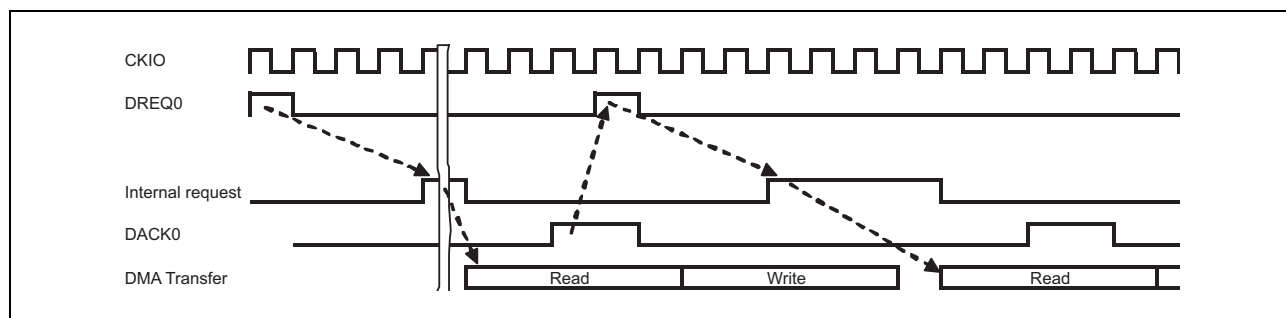 CKIO
DREQ0
Internal request
DACK0
DMA Transfer Read Write Read